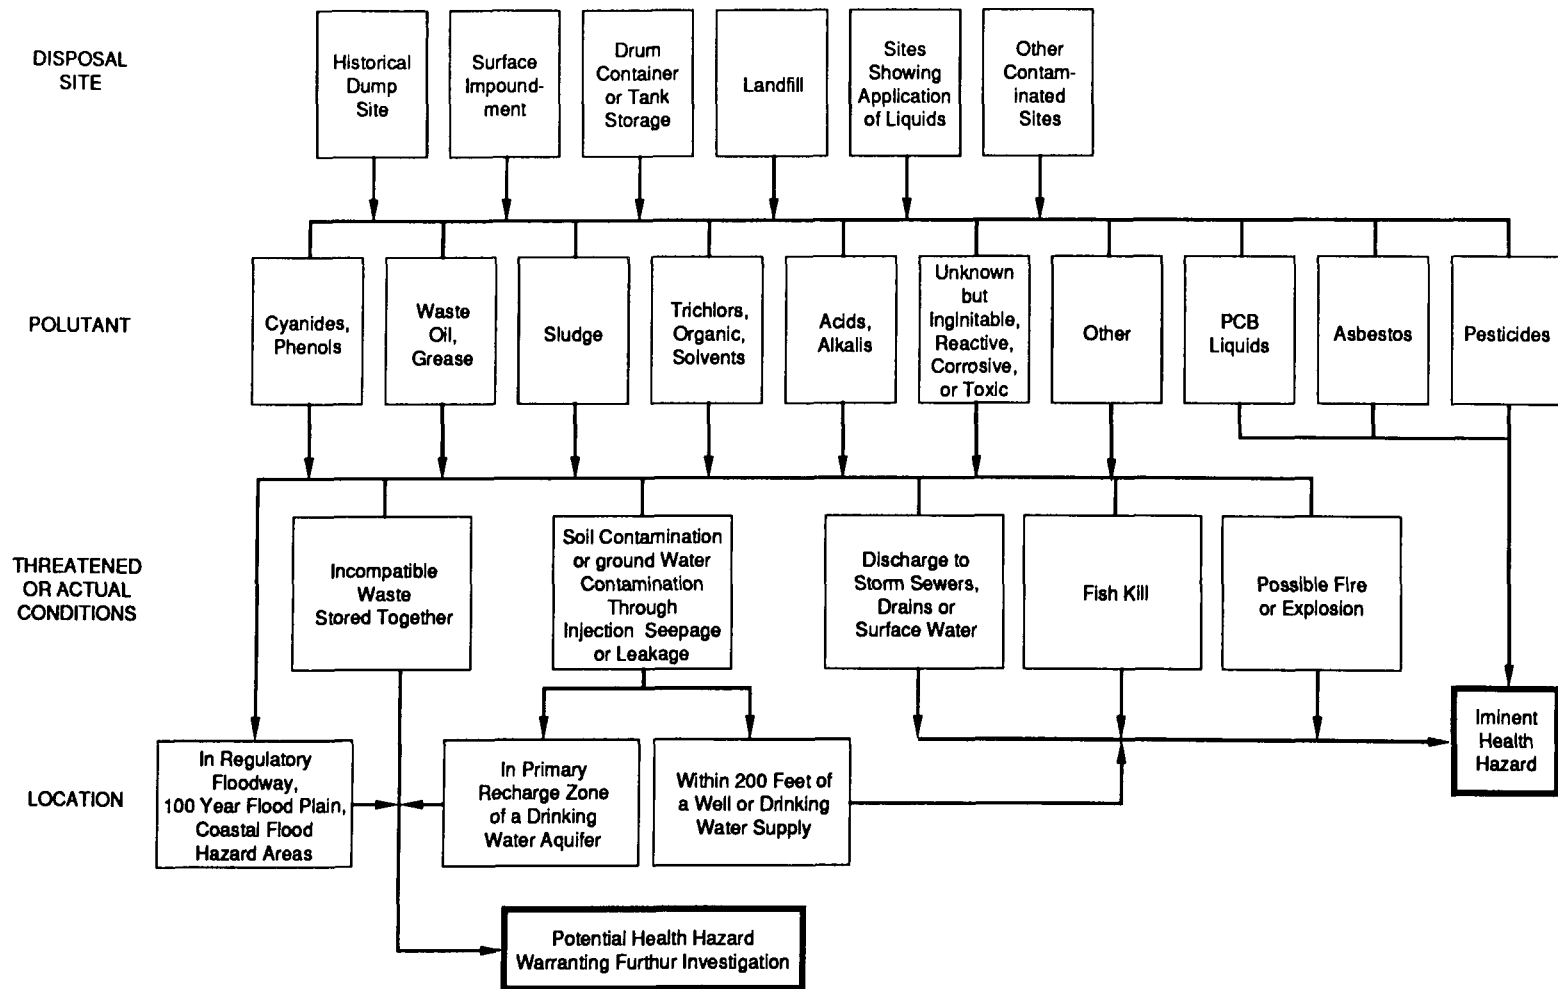 DISPOSAL
SITE
Historical
Dump
Site
Surface
Impound-
ment
Drum
Container
or Tank
Storage
Landfill
Sites
Showing
Application
of Liquids
Other
Contam-
inated
Sites
POLUTANT
Cyanides,
Phenols
Waste
Oil,
Grease
Sludge
Trichlors,
Organic,
Solvents
Acids,
Alkalis
Unknown
but
Inginitable,
Reactive,
Corrosive,
or Toxic
Other
PCB
Liquids
Asbestos
Pesticides
THREATENED
OR ACTUAL
CONDITIONS
Incompatible
Waste
Stored Together
Soil Contamination
or ground Water
Contamination
Through
Injection Seepage
or Leakage
Discharge to
Storm Sewers,
Drains or
Surface Water
Fish Kill
Possible Fire
or Explosion
LOCATION
In Regulatory
Floodway,
100 Year Flood Plain,
Coastal Flood
Hazard Areas
In Primary
Recharge Zone
of a Drinking
Water Aquifer
Within 200 Feet of
a Well or Drinking
Water Supply
Iminent
Health
Hazard
Potential Health Hazard
Warranting Furthur Investigation